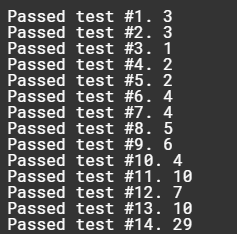 Passed test #1. 3
Passed test #2. 3
Passed test #3. 1
Passed test #4. 2
Passed test #5. 2
Passed test #6. 4
Passed test #7. 4
Passed test #8. 5
Passed test #9. 6
Passed test #10. 4
Passed test #11. 10
Passed test #12. 7
Passed test #13. 10
Passed test #14. 29